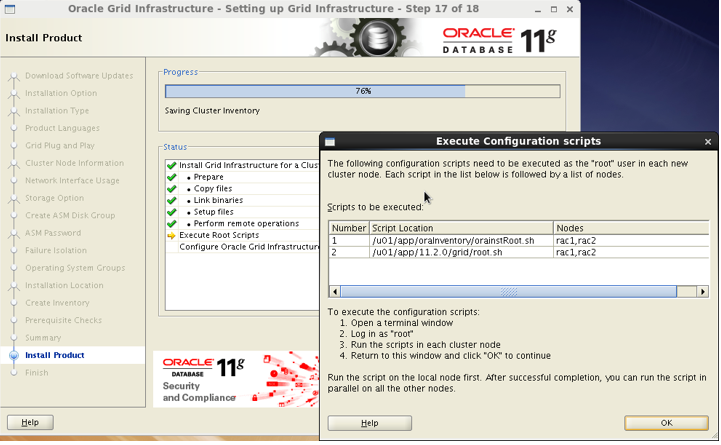 Oracle Grid Infrastructure - Setting up Grid Infrastructure - Step 17 of 18
Install Product
ORACLE
DATABASE 11g
Download Software Updates
Installation Option
Installation Type
Product Languages
Grid Plug and Play
Cluster Node Information
Network Interface Usage
Storage Option
Create ASM Disk Group
ASM Password
Failure Isolation
Operating System Groups
Installation Location
Create Inventory
Prerequisite Checks
Summary
Install Product
Finish
Help
Progress
76%
Saving Cluster Inventory
Status
Install Grid Infrastructure for a Clus
• Prepare
• Copy files
• Link binaries
• Setup files
• Perform remote operations
Execute Root Scripts
Configure Oracle Grid Infrastructure
ORACLE
DATABASE 11g
Security
and Compliance
Execute Configuration scripts
The following configuration scripts need to be executed as the "root" user in each new
cluster node. Each script in the list below is followed by a list of nodes.
Scripts to be executed:
Number Script Location Nodes
1 /u01/app/oraInventory/orainstRoot.sh rac1,rac2
2 /u01/app/11.2.0/grid/root.sh rac1,rac2
To execute the configuration scripts:
1. Open a terminal window
2. Log in as "root"
3. Run the scripts in each cluster node
4. Return to this window and click "OK" to continue
Run the script on the local node first. After successful completion, you can run the script in
parallel on all the other nodes.
Help
OK